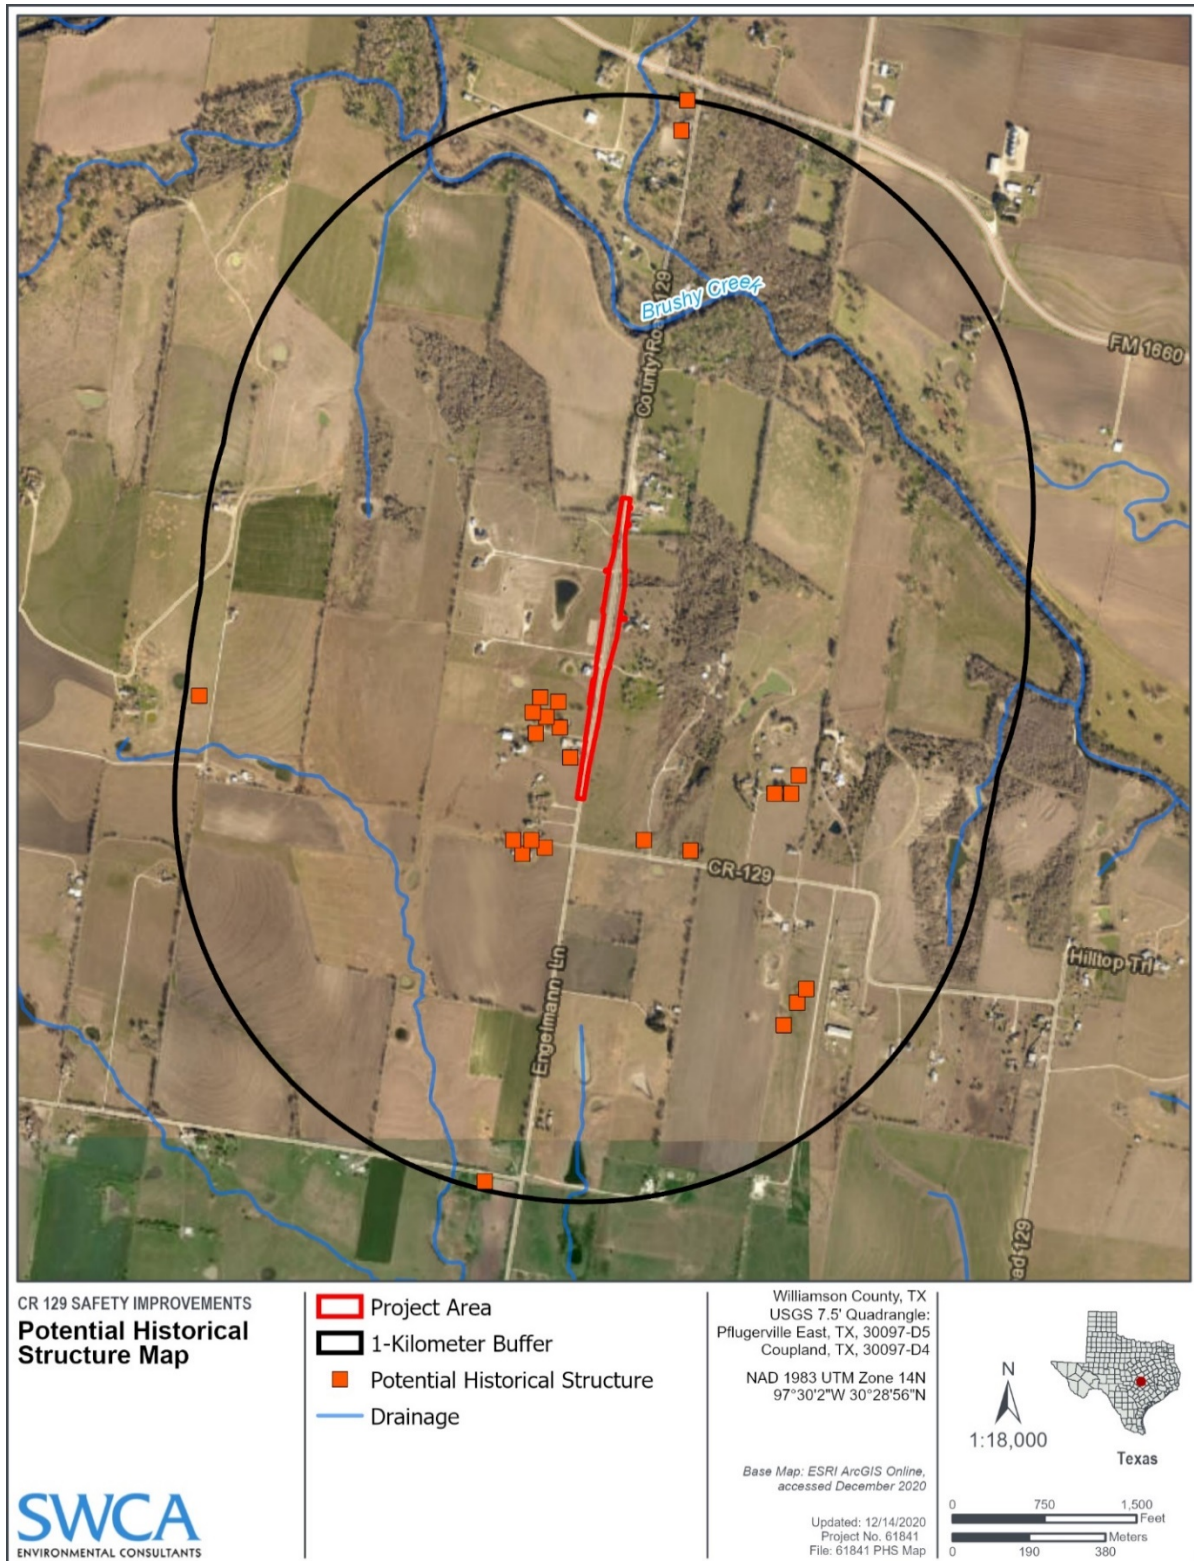 FM 1660
Brushy Creek
County Ro 29
CR-129
Hilltop Trl
Engelmann Ln
ad 129
CR 129 SAFETY IMPROVEMENTS
Potential Historical
Structure Map
SWCA
ENVIRONMENTAL CONSULTANTS
Project Area
1-Kilometer Buffer
Potential Historical Structure
Drainage
Williamson County, TX
USGS 7.5' Quadrangle:
Pflugerville East, TX, 30097-D5
Coupland, TX, 30097-D4
NAD 1983 UTM Zone 14N
97°30'2"W 30°28'56"N
Base Map: ESRI ArcGIS Online,
accessed December 2020
Updated: 12/14/2020
Project No. 61841
File: 61841 PHS Map
N
1:18,000
Texas
0 750 1,500
Feet
Meters
0 190 380